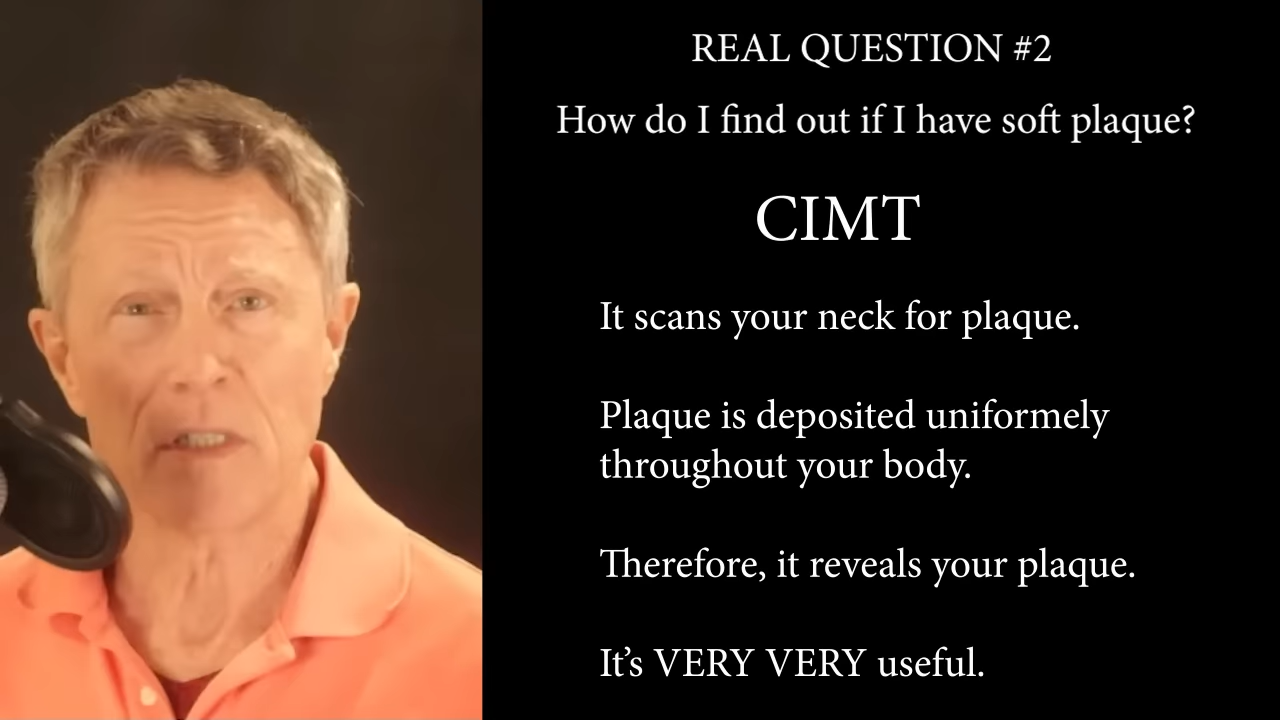 REAL QUESTION #2
How do I find out if I have soft plaque?
CIMT
It scans your neck for plaque.
Plaque is deposited uniformely
throughout your body.
Therefore, it reveals your plaque.
It’s VERY VERY useful.